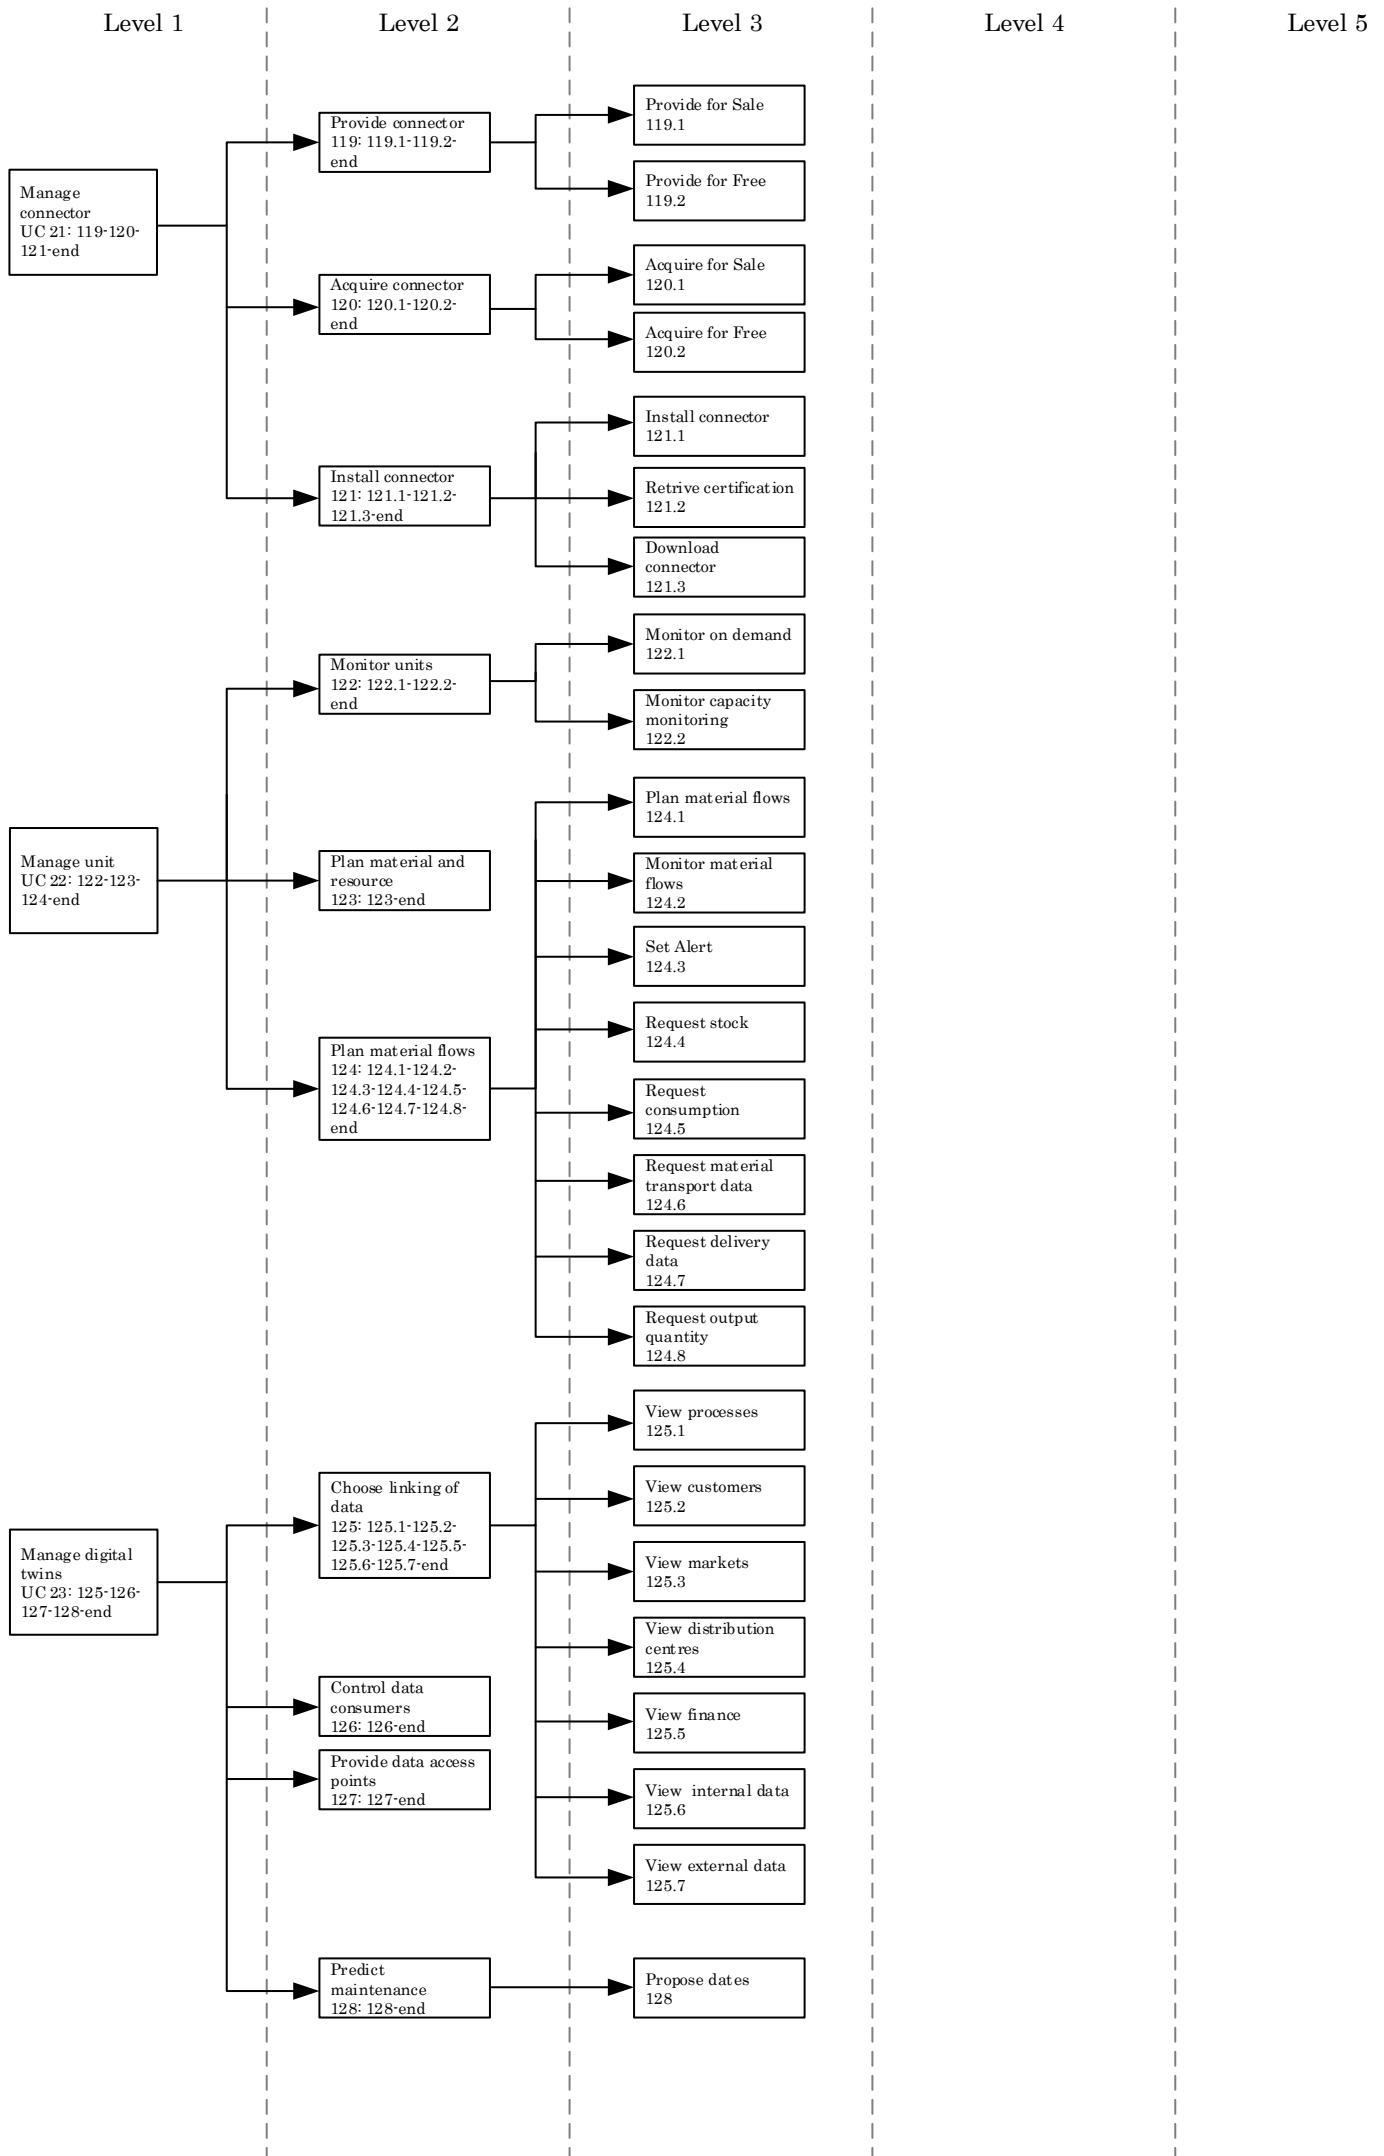 Level 1
Level 2
Level 3
Level 4
Level 5
Manage
connector
UC 21: 119-120-
121-end
Provide connector
119: 119.1-119.2-
end
Provide for Sale
119.1
Provide for Free
119.2
Acquire connector
120: 120.1-120.2-
end
Acquire for Sale
120.1
Acquire for Free
120.2
Install connector
121: 121.1-121.2-
121.3-end
Install connector
121.1
Retrive certification
121.2
Download
connector
121.3
Manage unit
UC 22: 122-123-
124-end
Monitor units
122: 122.1-122.2-
end
Monitor on demand
122.1
Monitor capacity
monitoring
122.2
Plan material and
resource
123: 123-end
Plan material flows
124: 124.1-124.2-
124.3-124.4-124.5-
124.6-124.7-124.8-
end
Plan material flows
124.1
Monitor material
flows
124.2
Set Alert
124.3
Request stock
124.4
Request
consumption
124.5
Request material
transport data
124.6
Request delivery
data
124.7
Request output
quantity
124.8
Manage digital
twins
UC 23: 125-126-
127-128-end
Choose linking of
data
125: 125.1-125.2-
125.3-125.4-125.5-
125.6-125.7-end
View processes
125.1
View customers
125.2
View markets
125.3
View distribution
centres
125.4
View finance
125.5
View internal data
125.6
View external data
125.7
Control data
consumers
126: 126-end
Provide data access
points
127: 127-end
Predict
maintenance
128: 128-end
Propose dates
128